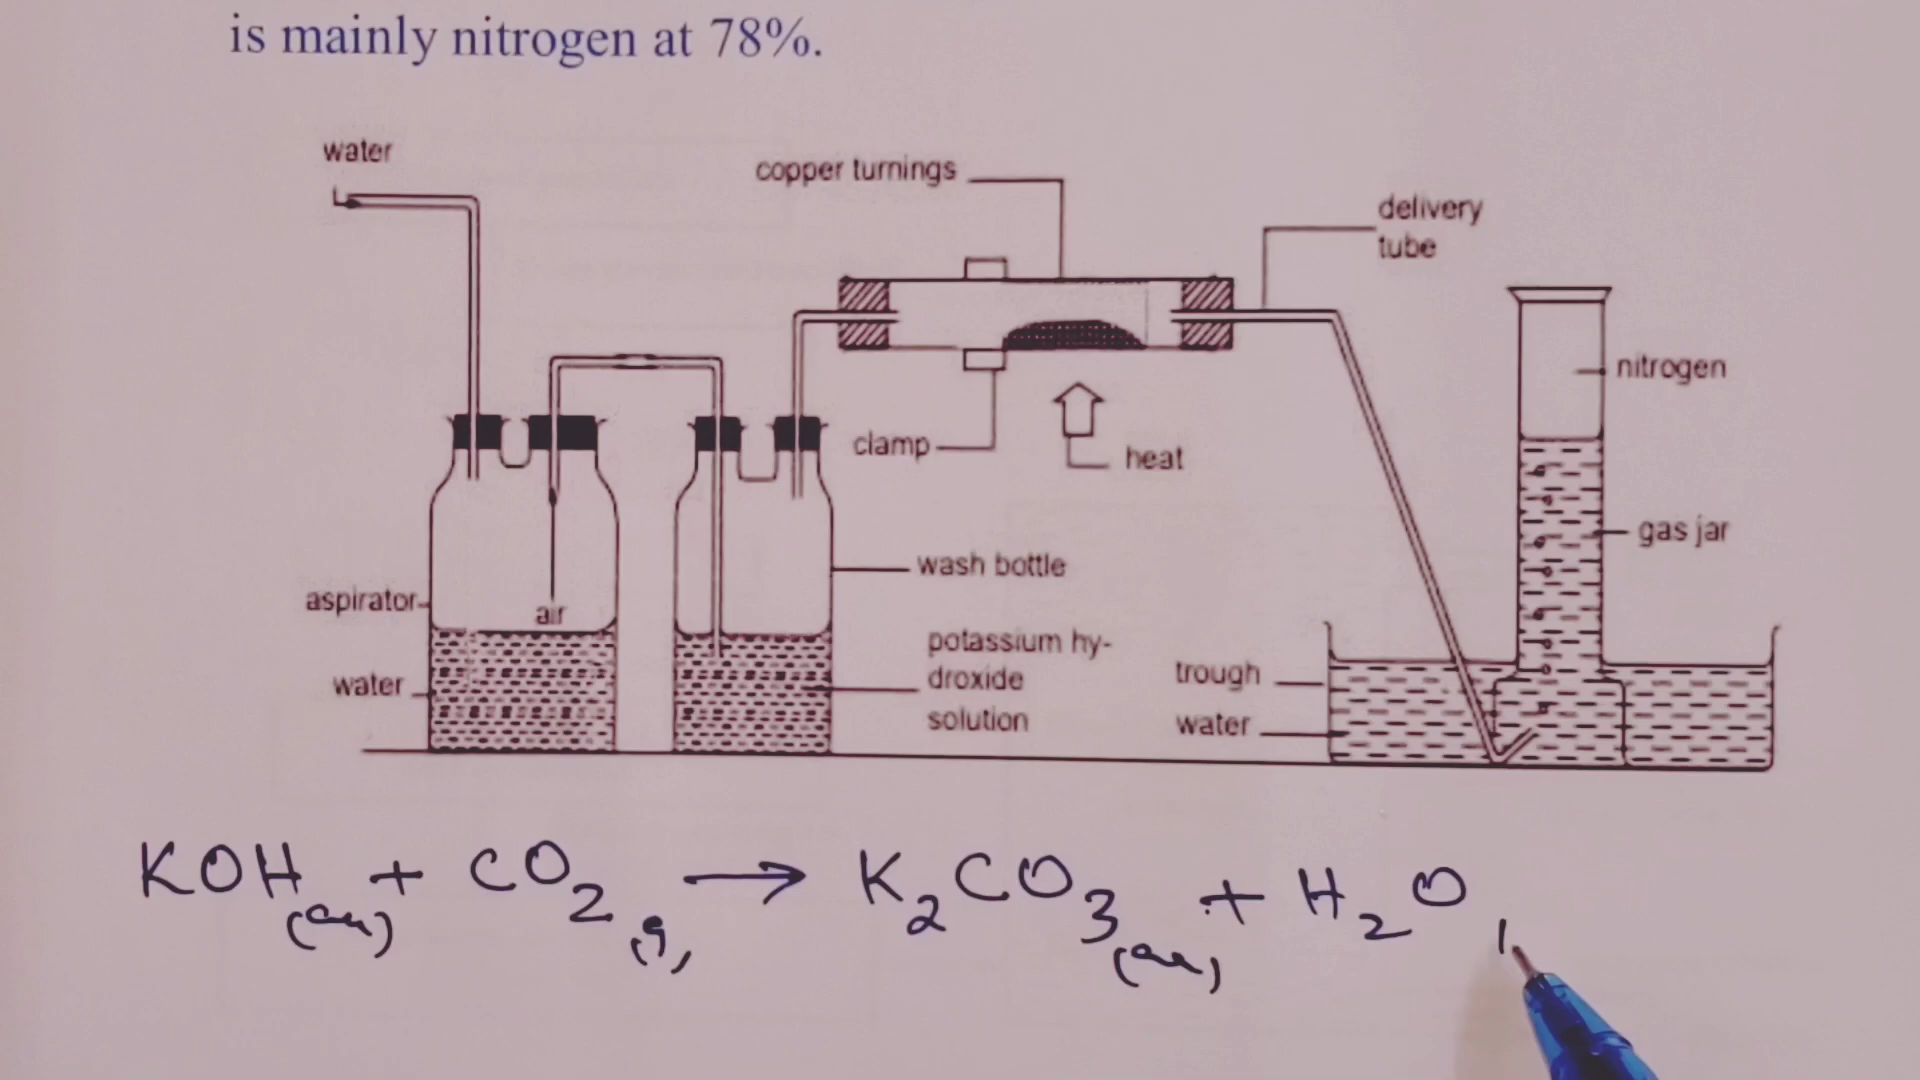 is mainly nitrogen at 78%.
water
copper turnings
delivery
tube
nitrogen
clamp
heat
gas jar
wash bottle
aspirator
air
potassium hy-
droxide
solution
water
trough
water
KOH(aq) + CO2(g) → K2CO3(aq) + H2O